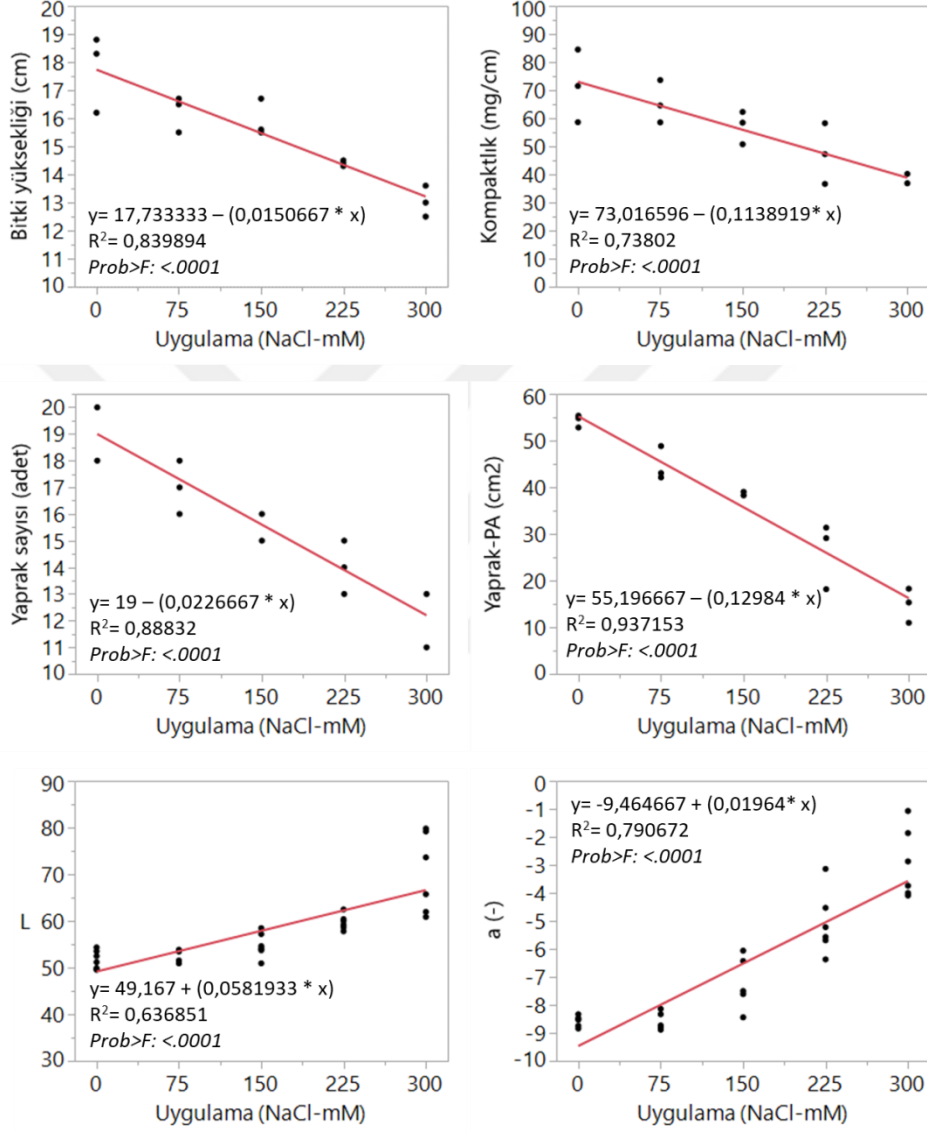 20
19
18
17
16
15
14
13
12
11
10
Bitki yüksekliği (cm)
y= 17,733333 – (0,0150667 * x)
R²= 0,839894
Prob>F: <.0001
0 75 150 225 300
Uygulama (NaCl-mM)
100
90
80
70
60
50
40
30
20
10
0
Kompaktlık (mg/cm)
y= 73,016596 – (0,1138919* x)
R²= 0,73802
Prob>F: <.0001
0 75 150 225 300
Uygulama (NaCl-mM)
20
19
18
17
16
15
14
13
12
11
10
Yaprak sayısı (adet)
y= 19 – (0,0226667 * x)
R²= 0,88832
Prob>F: <.0001
0 75 150 225 300
Uygulama (NaCl-mM)
60
50
40
30
20
10
0
Yaprak-PA (cm2)
y= 55,196667 – (0,12984 * x)
R²= 0,937153
Prob>F: <.0001
0 75 150 225 300
Uygulama (NaCl-mM)
90
80
70
60
50
40
30
L
y= 49,167 + (0,0581933 * x)
R²= 0,636851
Prob>F: <.0001
0 75 150 225 300
Uygulama (NaCl-mM)
0
-1
-2
-3
-4
-5
-6
-7
-8
-9
-10
a (-)
y= -9,464667 + (0,01964* x)
R²= 0,790672
Prob>F: <.0001
0 75 150 225 300
Uygulama (NaCl-mM)